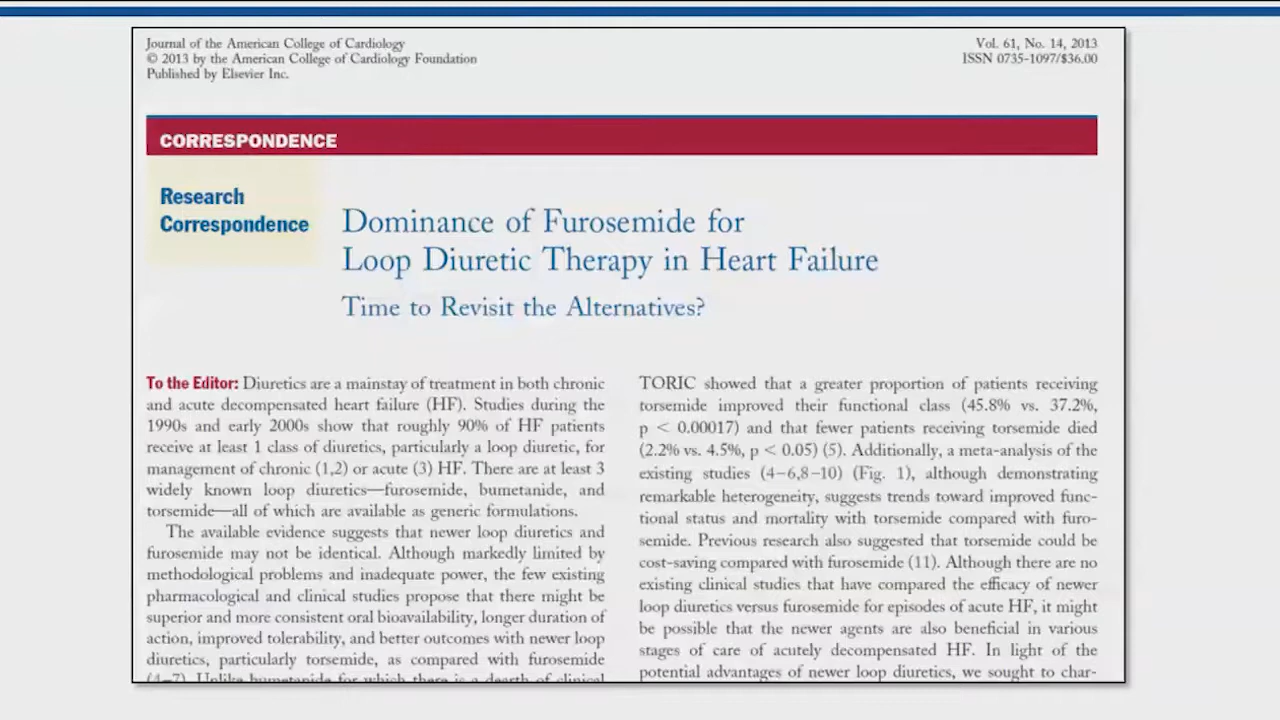 Journal of the American College of Cardiology
© 2013 by the American College of Cardiology Foundation
Published by Elsevier Inc.
Vol. 61, No. 14, 2013
ISSN 0735-1097/$36.00
CORRESPONDENCE
Research
Correspondence
Dominance of Furosemide for
Loop Diuretic Therapy in Heart Failure
Time to Revisit the Alternatives?
To the Editor: Diuretics are a mainstay of treatment in both chronic
and acute decompensated heart failure (HF). Studies during the
1990s and early 2000s show that roughly 90% of HF patients
receive at least 1 class of diuretics, particularly a loop diuretic, for
management of chronic (1,2) or acute (3) HF. There are at least 3
widely known loop diuretics—furosemide, bumetanide, and
torsemide—all of which are available as generic formulations.
The available evidence suggests that newer loop diuretics and
furosemide may not be identical. Although markedly limited by
methodological problems and inadequate power, the few existing
pharmacological and clinical studies propose that there might be
superior and more consistent oral bioavailability, longer duration of
action, improved tolerability, and better outcomes with newer loop
diuretics, particularly torsemide, as compared with furosemide
(4–7). Unlike bumetanide for which there is a dearth of clinical
TORIC showed that a greater proportion of patients receiving
torsemide improved their functional class (45.8% vs. 37.2%,
p < 0.00017) and that fewer patients receiving torsemide died
(2.2% vs. 4.5%, p < 0.05) (5). Additionally, a meta-analysis of the
existing studies (4–6,8–10) (Fig. 1), although demonstrating
remarkable heterogeneity, suggests trends toward improved func-
tional status and mortality with torsemide compared with furo-
semide. Previous research also suggested that torsemide could be
cost-saving compared with furosemide (11). Although there are no
existing clinical studies that have compared the efficacy of newer
loop diuretics versus furosemide for episodes of acute HF, it might
be possible that the newer agents are also beneficial in various
stages of care of acutely decompensated HF. In light of the
potential advantages of newer loop diuretics, we sought to char-